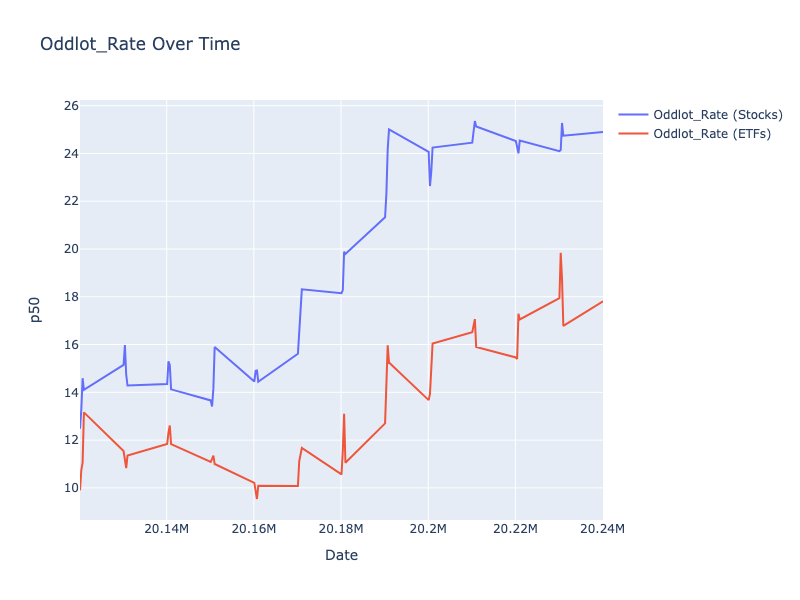 Oddlot_Rate Over Time
Oddlot_Rate (Stocks)
Oddlot_Rate (ETFs)
p50
26
24
22
20
18
16
14
12
10
20.14M
20.16M
20.18M
20.2M
20.22M
20.24M
Date